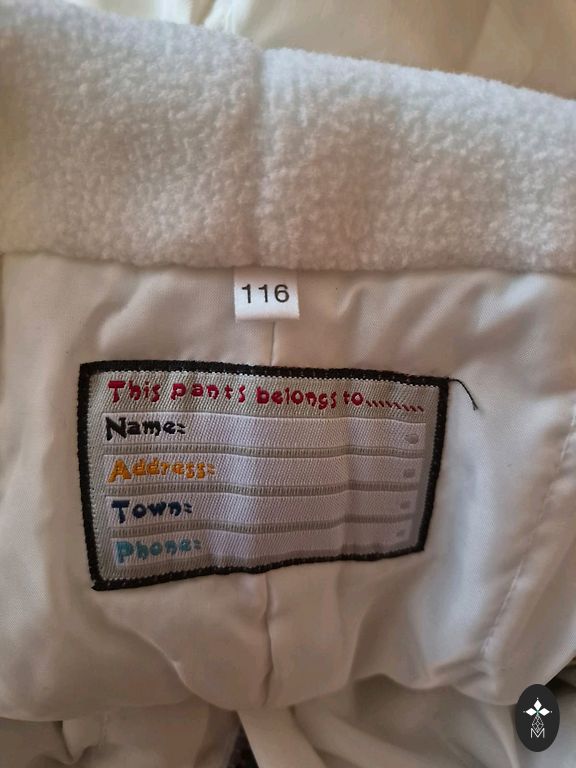 116
This pants belongs to........
Name:
Address:
Town:
Phone:
M